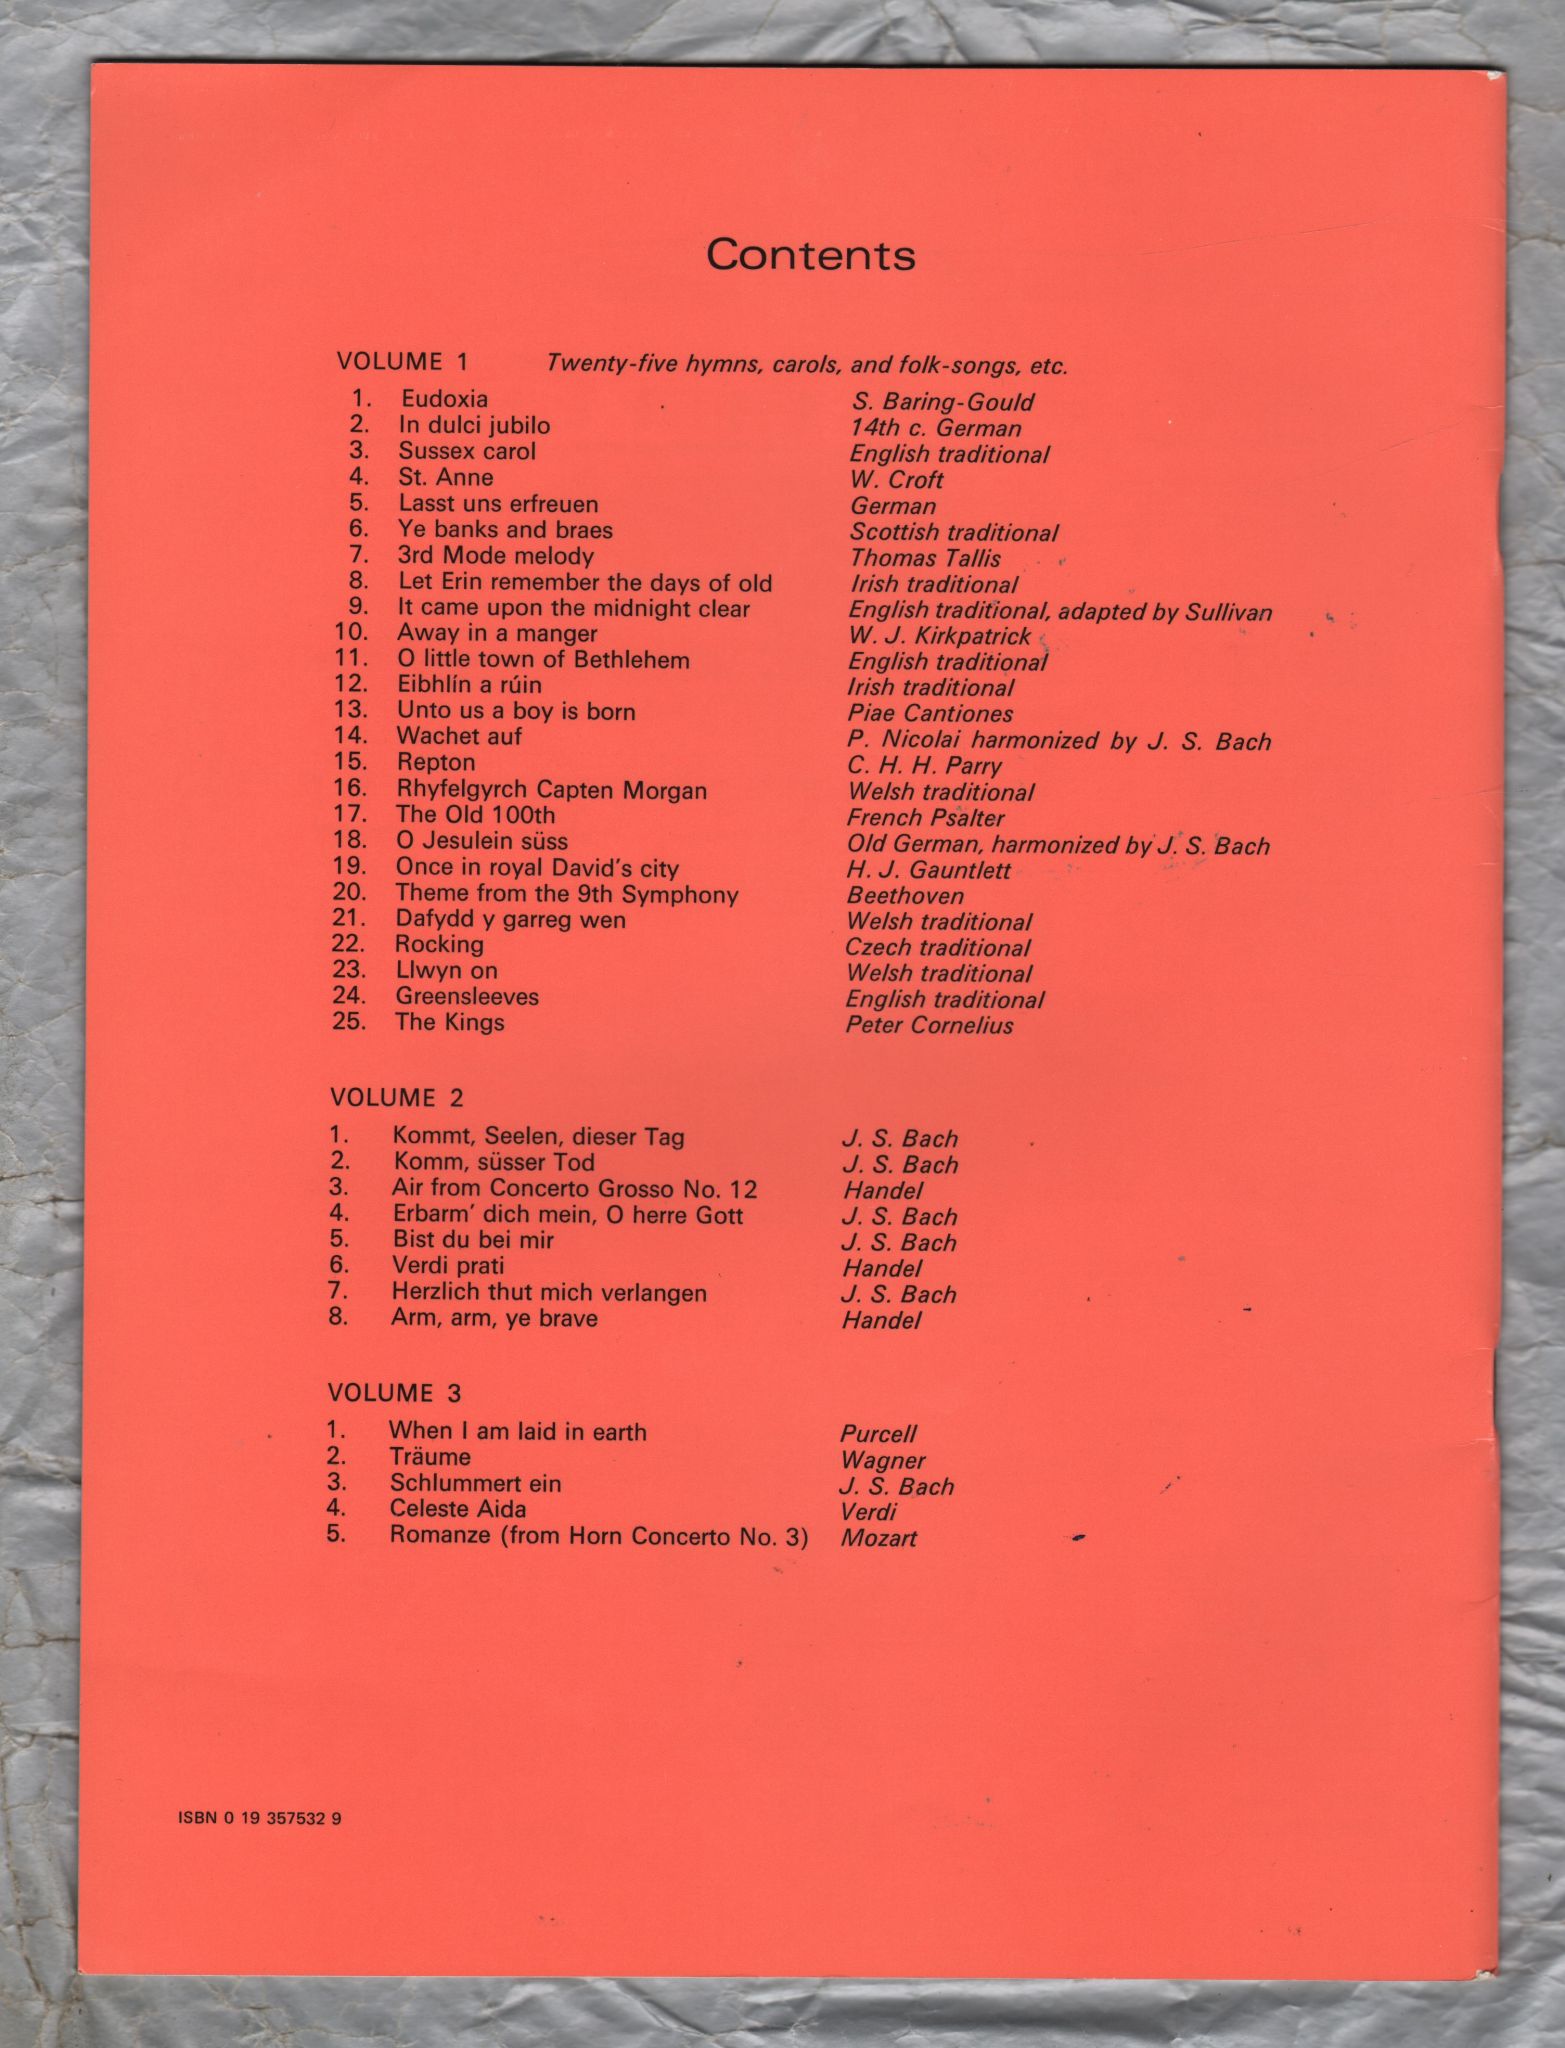 Contents
VOLUME 1 Twenty-five hymns, carols, and folk-songs, etc.
1. Eudoxia S. Baring-Gould
2. In dulci jubilo 14th c. German
3. Sussex carol English traditional
4. St. Anne W. Croft
5. Lasst uns erfreuen German
6. Ye banks and braes Scottish traditional
7. 3rd Mode melody Thomas Tallis
8. Let Erin remember the days of old Irish traditional
9. It came upon the midnight clear English traditional, adapted by Sullivan
10. Away in a manger W. J. Kirkpatrick
11. O little town of Bethlehem English traditional
12. Eibhlín a rúin Irish traditional
13. Unto us a boy is born Piae Cantiones
14. Wachet auf P. Nicolai harmonized by J. S. Bach
15. Repton C. H. H. Parry
16. Rhyfelgyrch Capten Morgan Welsh traditional
17. The Old 100th French Psalter
18. O Jesulein süss Old German, harmonized by J. S. Bach
19. Once in royal David's city H. J. Gauntlett
20. Theme from the 9th Symphony Beethoven
21. Dafydd y garreg wen Welsh traditional
22. Rocking Czech traditional
23. Llwyn on Welsh traditional
24. Greensleeves English traditional
25. The Kings Peter Cornelius
VOLUME 2
1. Kommt, Seelen, dieser Tag J. S. Bach
2. Komm, süsser Tod J. S. Bach
3. Air from Concerto Grosso No. 12 Handel
4. Erbarm' dich mein, O herre Gott J. S. Bach
5. Bist du bei mir J. S. Bach
6. Verdi prati Handel
7. Herzlich thut mich verlangen J. S. Bach
8. Arm, arm, ye brave Handel
VOLUME 3
1. When I am laid in earth Purcell
2. Träume Wagner
3. Schlummert ein J. S. Bach
4. Celeste Aida Verdi
5. Romanze (from Horn Concerto No. 3) Mozart
ISBN 0 19 357532 9